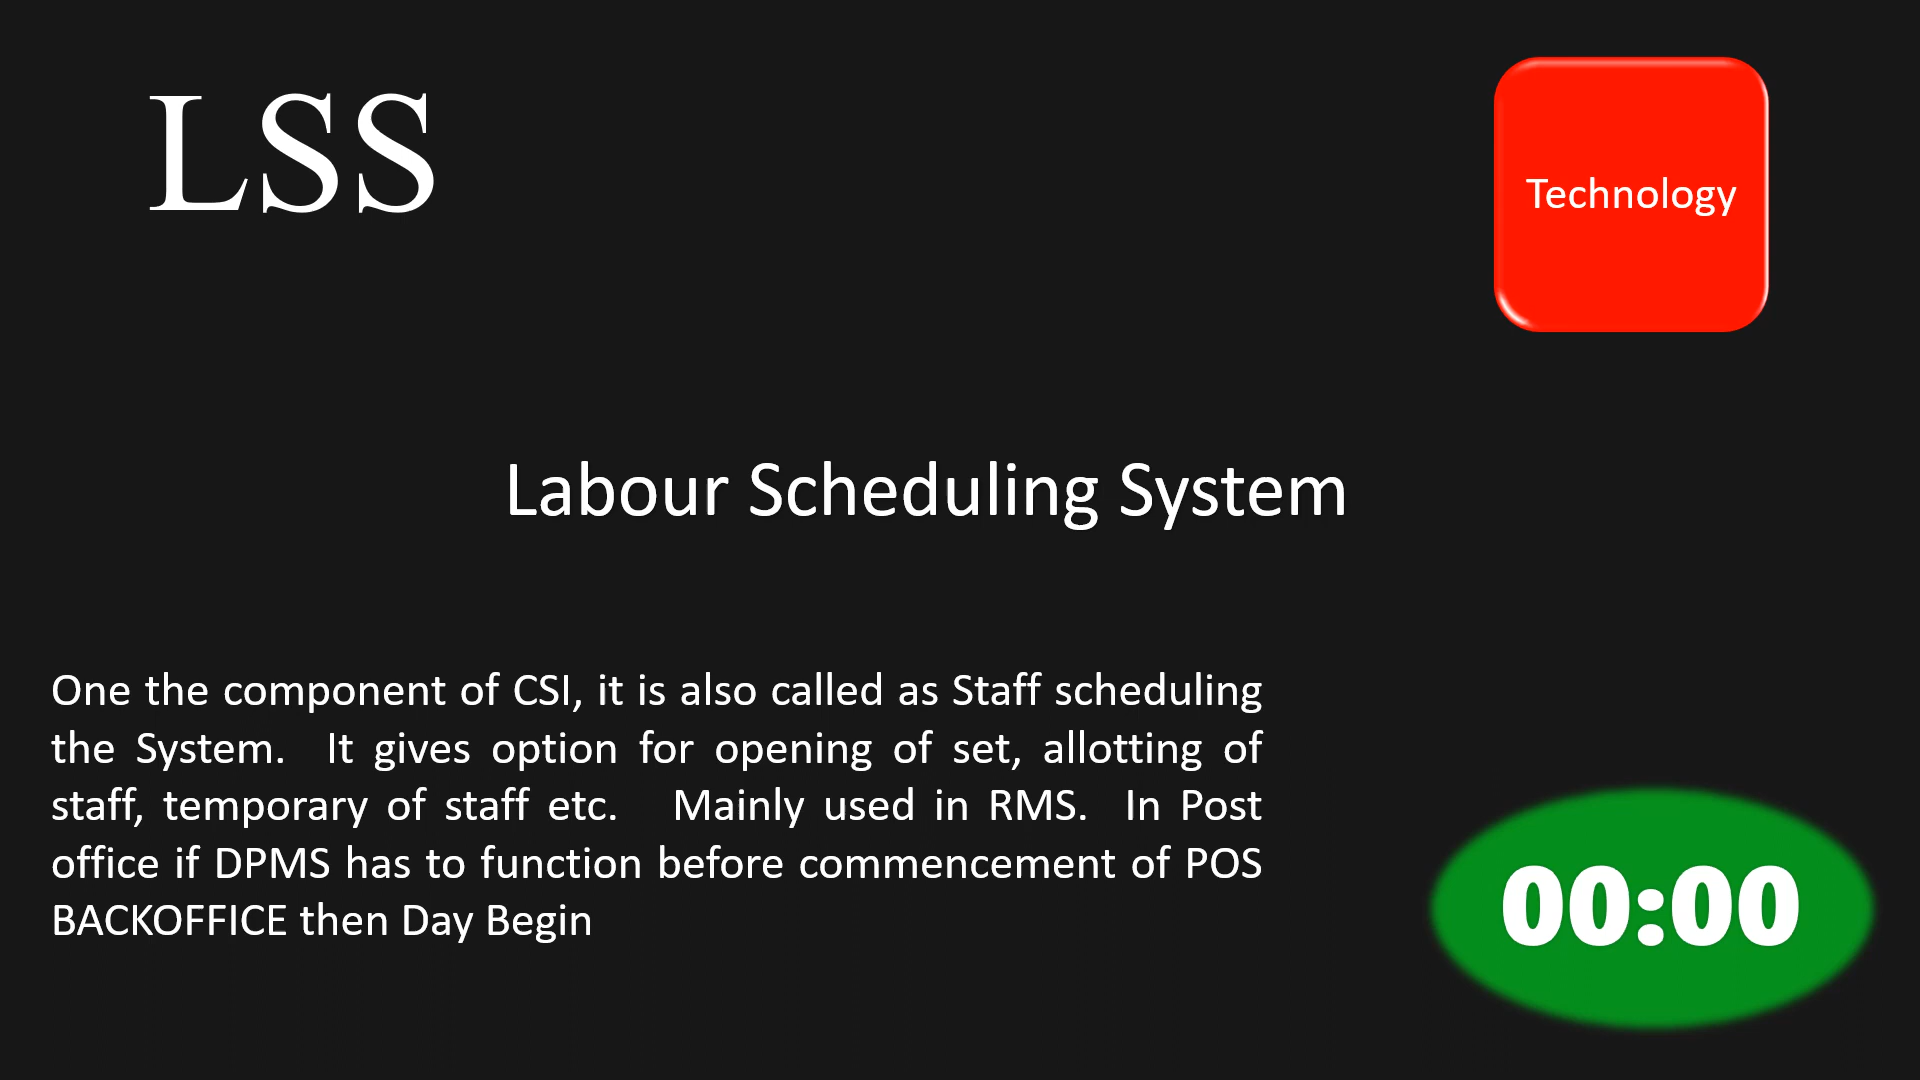 LSS
Technology
Labour Scheduling System
One the component of CSI, it is also called as Staff scheduling
the System. It gives option for opening of set, allotting of
staff, temporary of staff etc. Mainly used in RMS. In Post
office if DPMS has to function before commencement of POS
BACKOFFICE then Day Begin
00:00